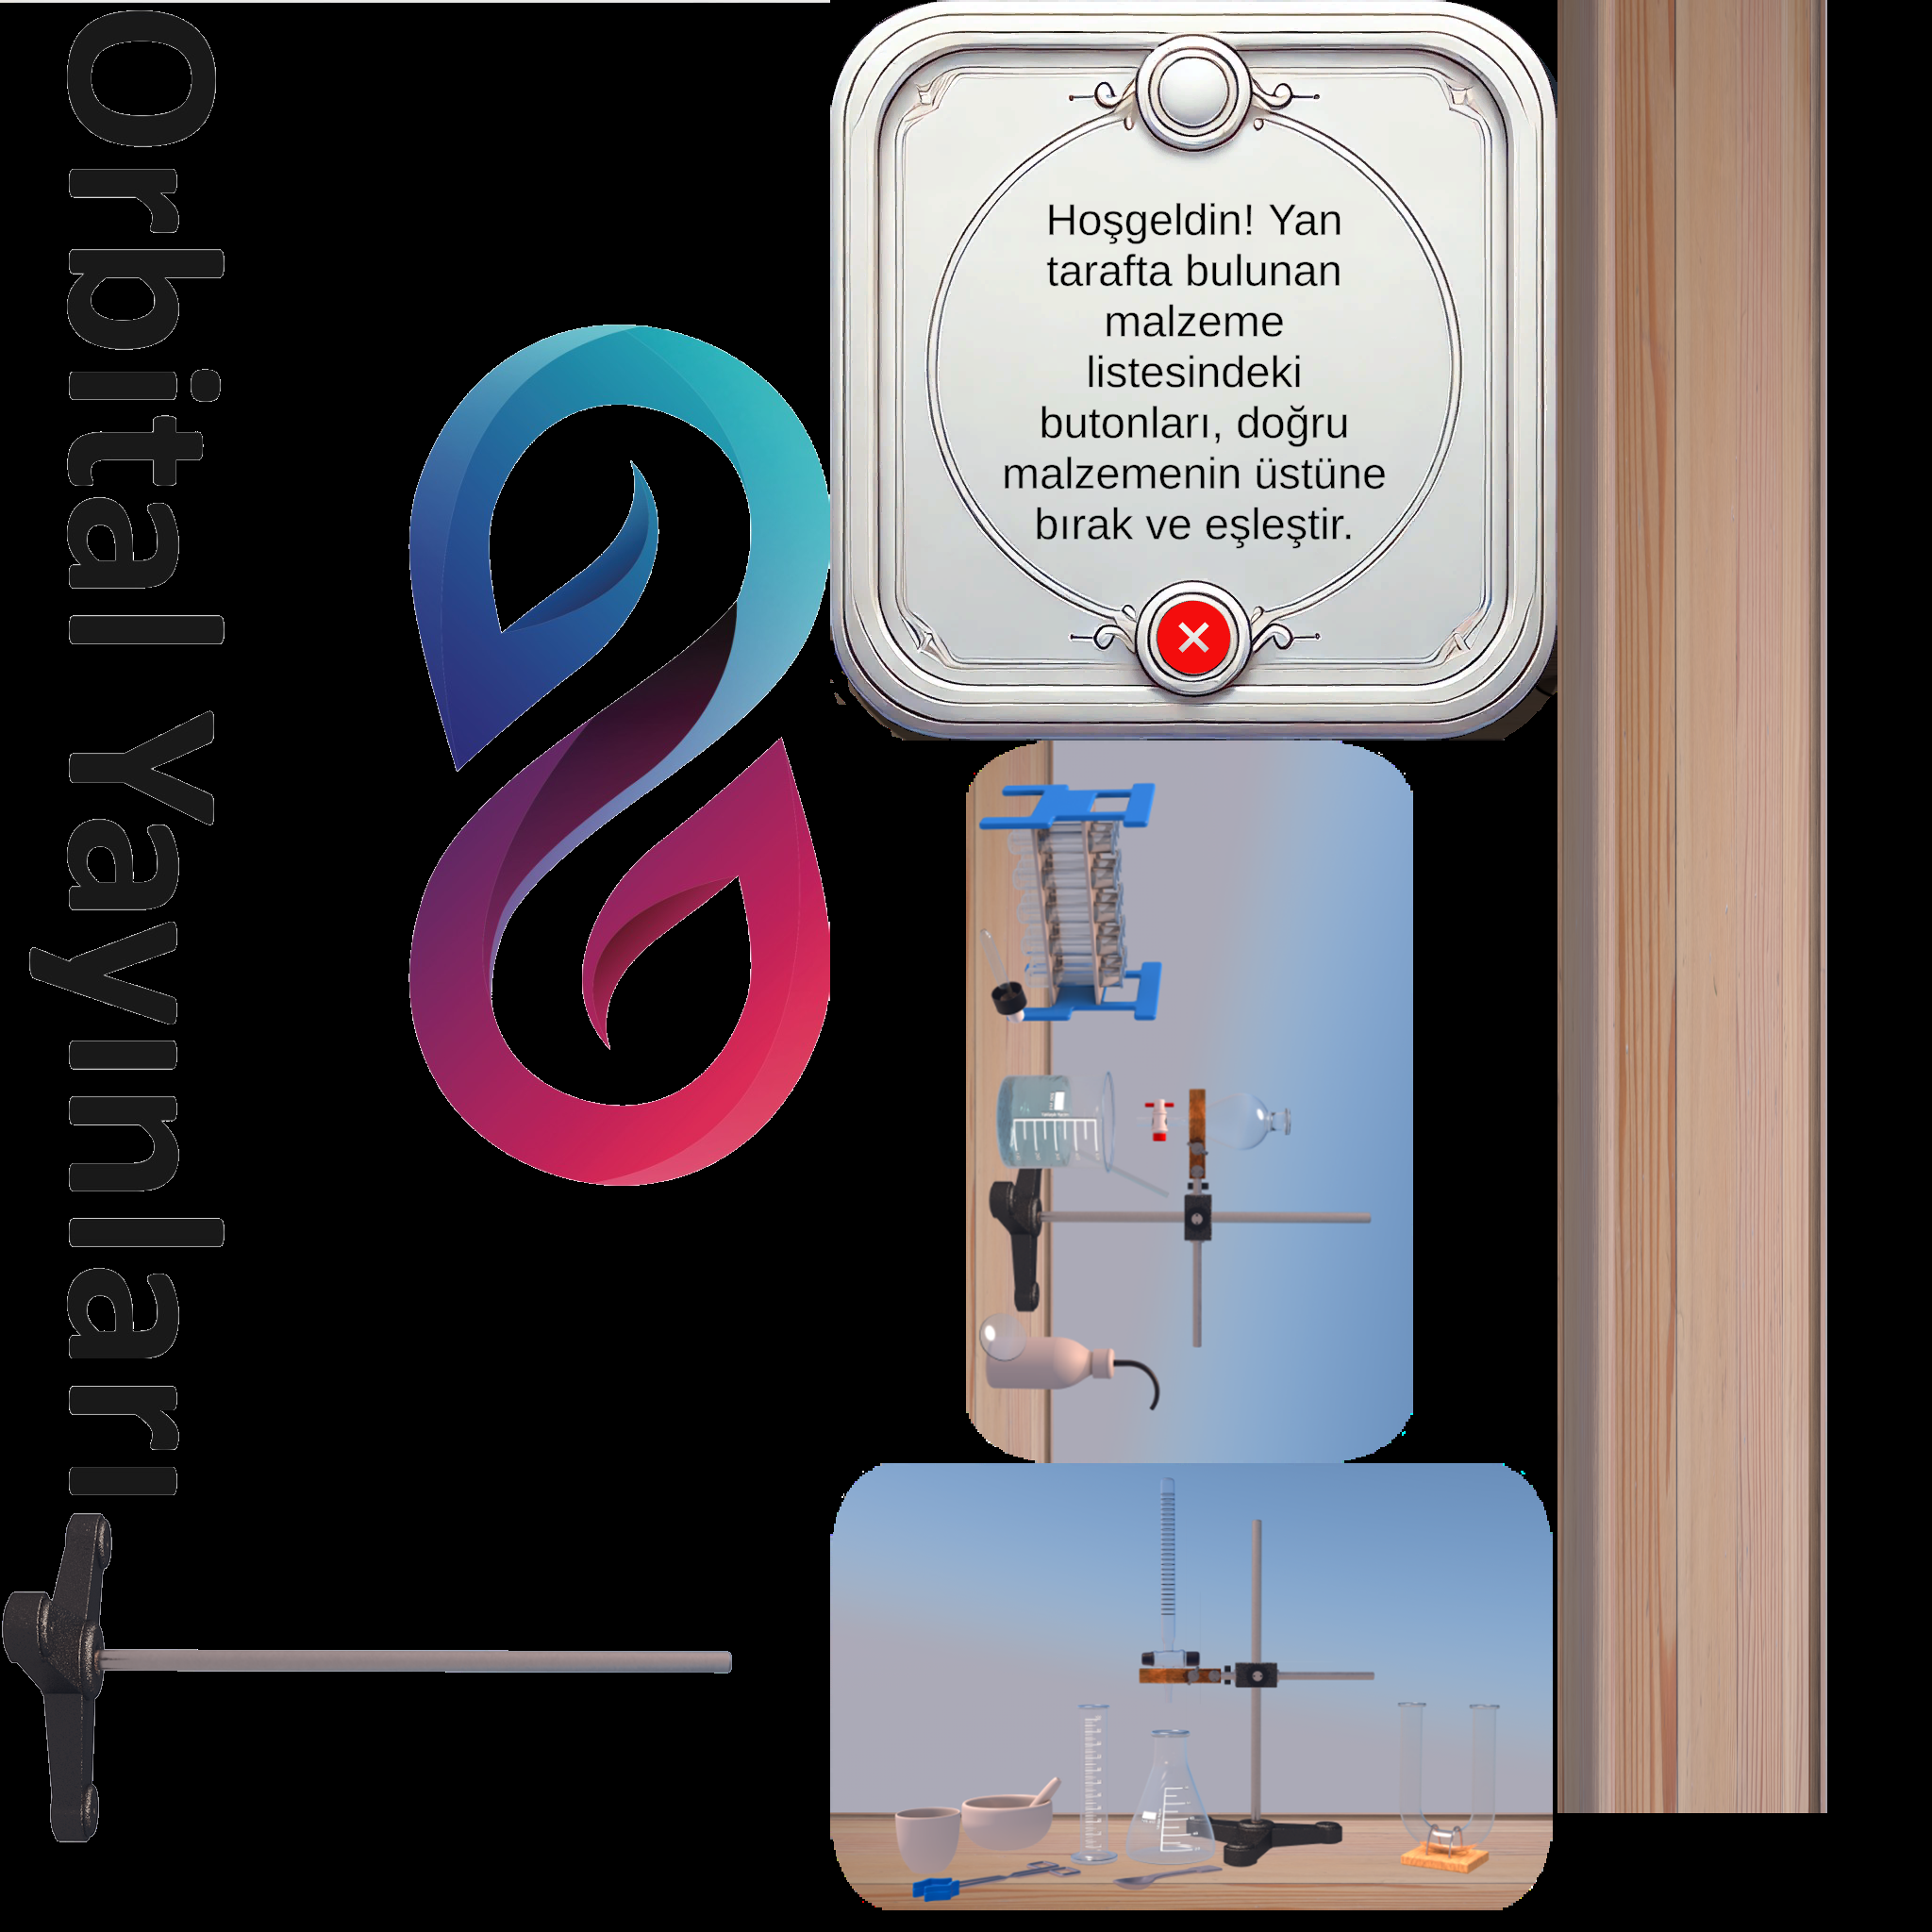 Orbital Yayınları
Hoşgeldin! Yan
tarafta bulunan
malzeme
listesindeki
butonları, doğru
malzemenin üstüne
bırak ve eşleştir.